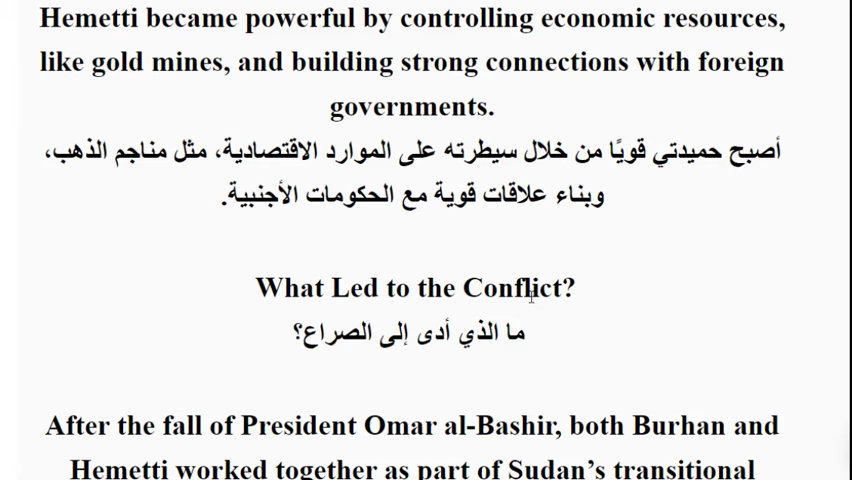 Hemetti became powerful by controlling economic resources,
like gold mines, and building strong connections with foreign
governments.
أصبح حميدتي قويًا من خلال سيطرته على الموارد الاقتصادية، مثل مناجم الذهب،
وبناء علاقات قوية مع الحكومات الأجنبية.
What Led to the Conflict?
ما الذي أدى إلى الصراع؟
After the fall of President Omar al-Bashir, both Burhan and
Hemetti worked together as part of Sudan’s transitional